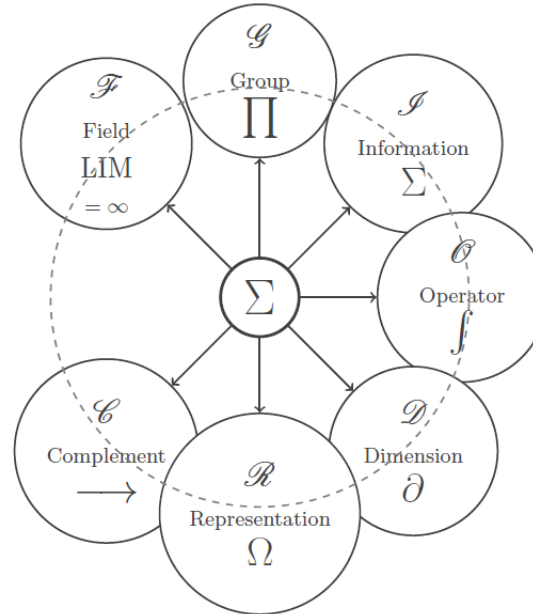 𝒢
Group
∏
ℱ
Field
LIM
= ∞
ℐ
Information
Σ
𝒪
Operator
∫
Σ
𝒞
Complement
⟶
ℛ
Representation
Ω
𝒟
Dimension
∂